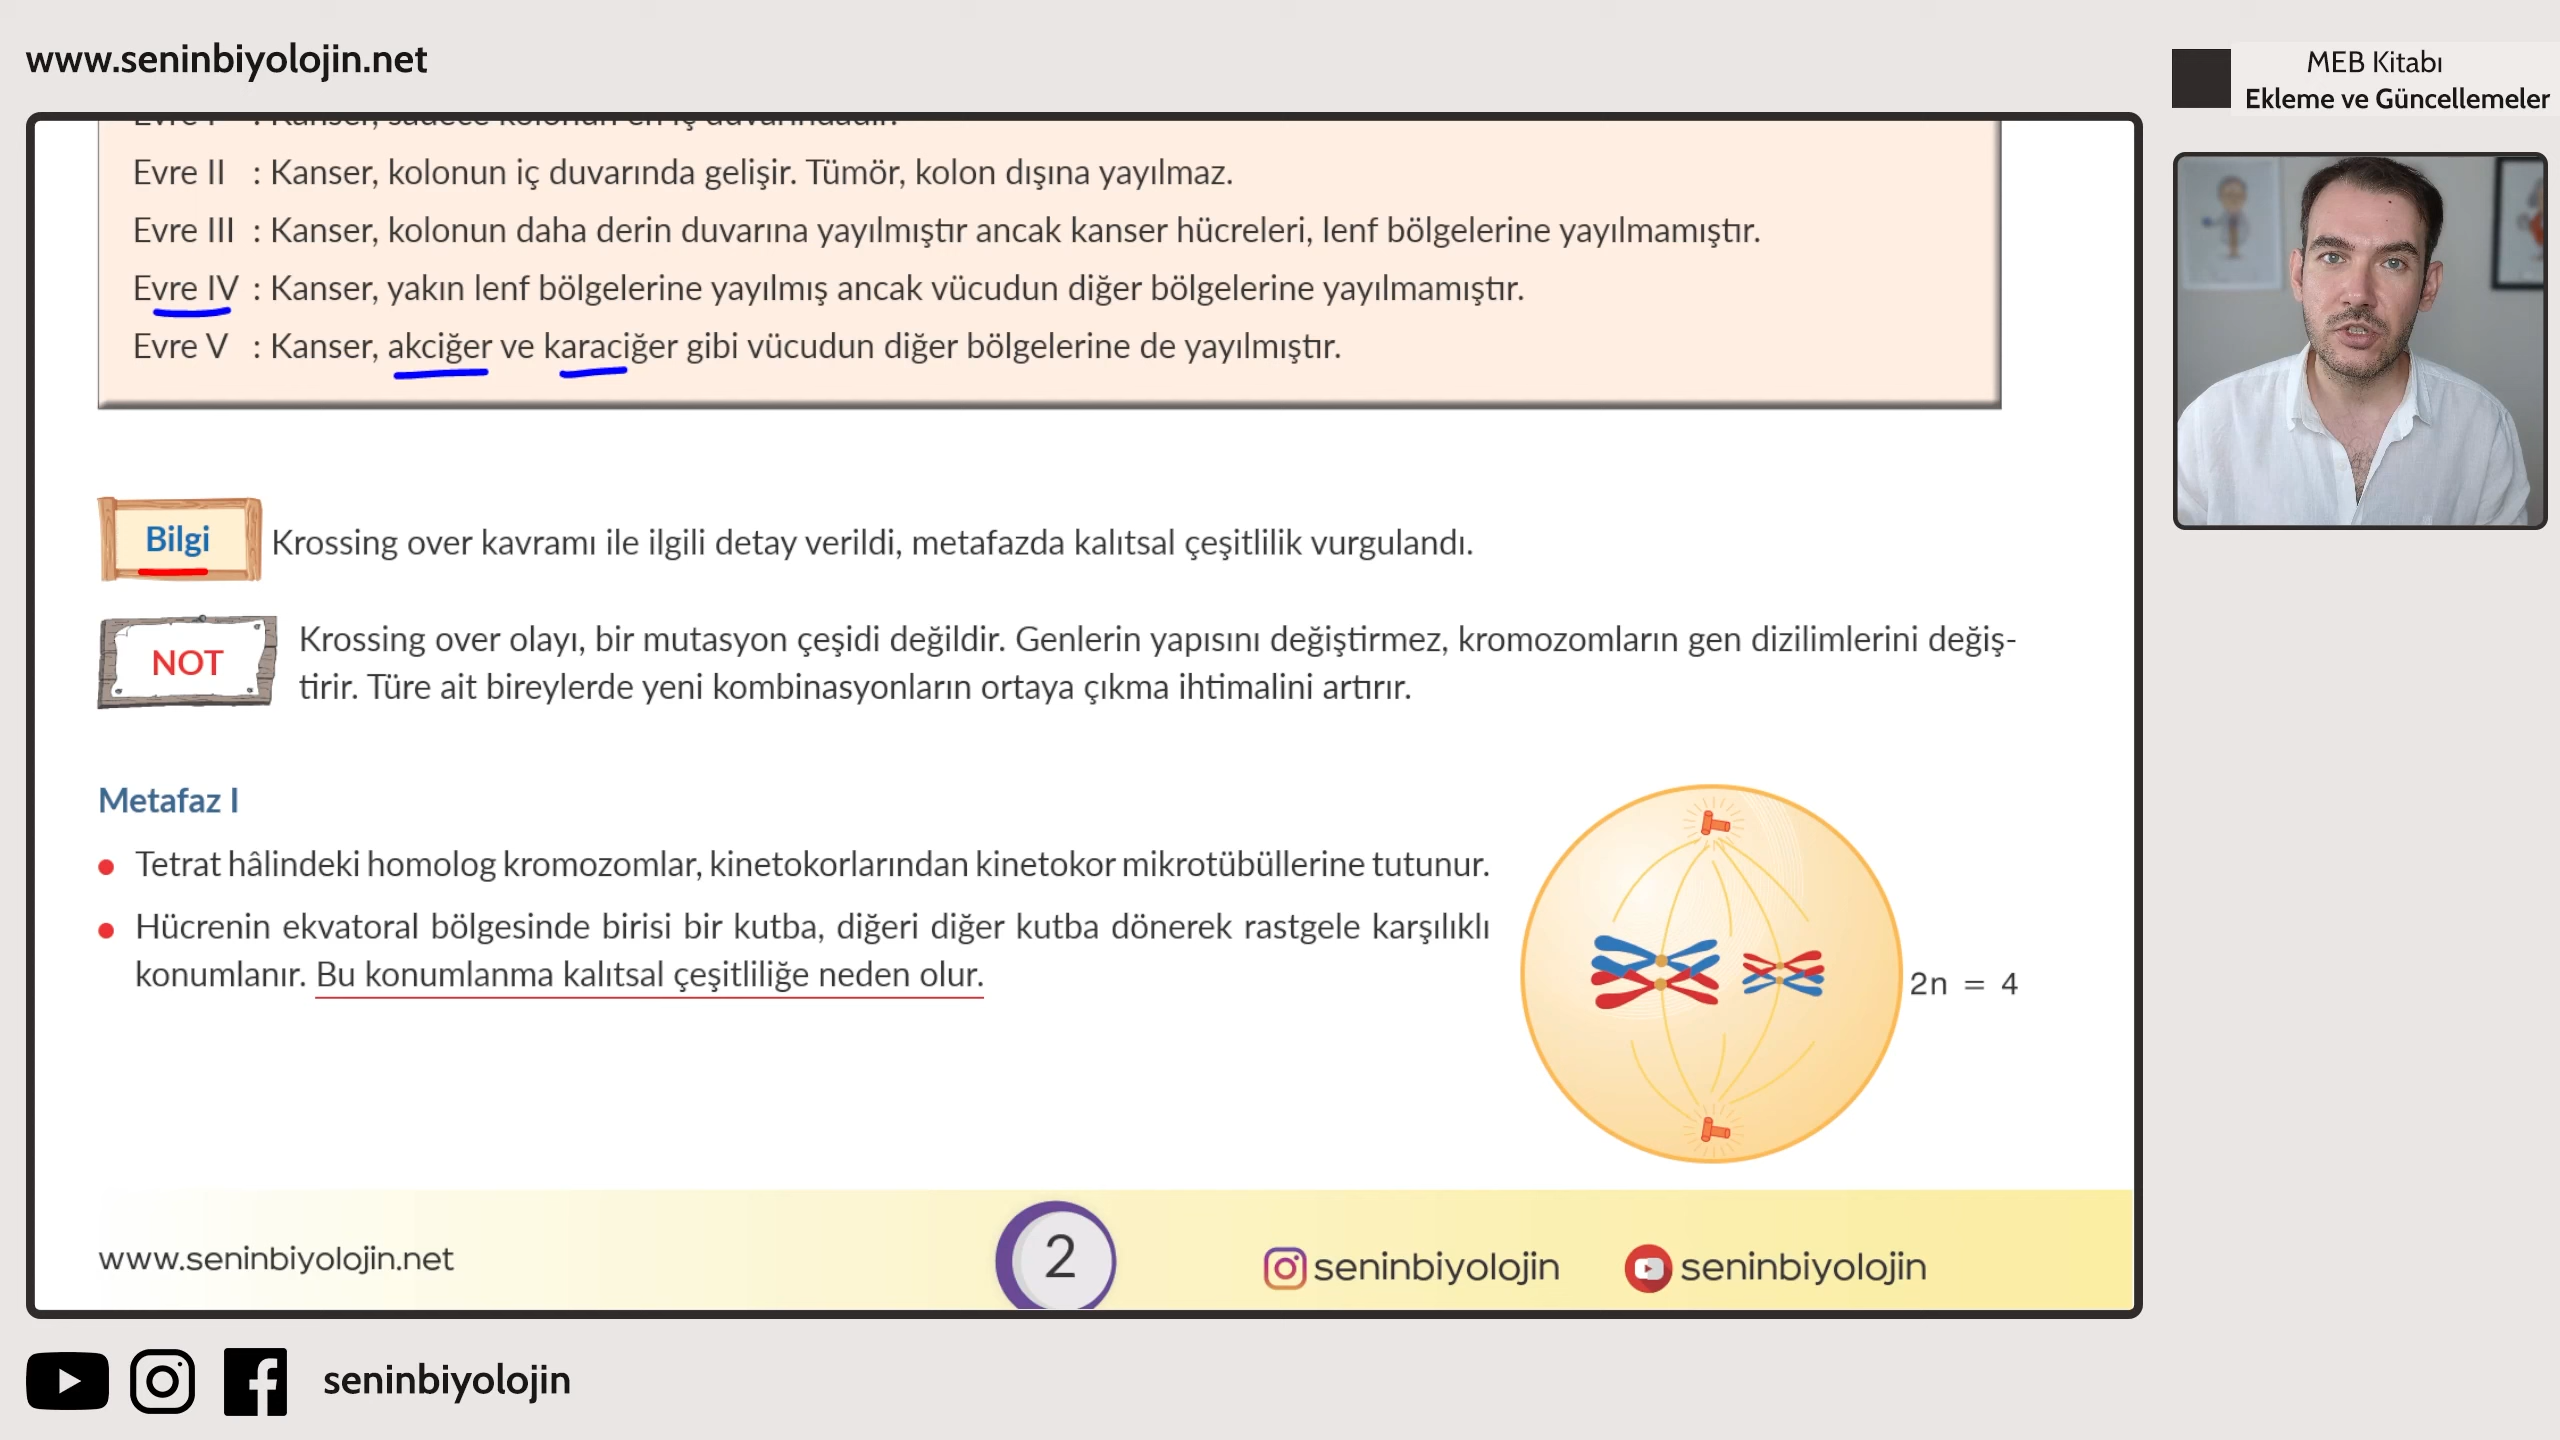 www.seninbiyolojin.net
MEB Kitabı
Ekleme ve Güncellemeler
Evre II : Kanser, kolonun iç duvarında gelişir. Tümör, kolon dışına yayılmaz.
Evre III : Kanser, kolonun daha derin duvarına yayılmıştır ancak kanser hücreleri, lenf bölgelerine yayılmamıştır.
Evre IV : Kanser, yakın lenf bölgelerine yayılmış ancak vücudun diğer bölgelerine yayılmamıştır.
Evre V : Kanser, akciğer ve karaciğer gibi vücudun diğer bölgelerine de yayılmıştır.
Bilgi Krossing over kavramı ile ilgili detay verildi, metafazda kalıtsal çeşitlilik vurgulandı.
NOT
Krossing over olayı, bir mutasyon çeşidi değildir. Genlerin yapısını değiştirmez, kromozomların gen dizilimlerini değiş-
tirir. Türe ait bireylerde yeni kombinasyonların ortaya çıkma ihtimalini artırır.
Metafaz I
Tetrat hâlindeki homolog kromozomlar, kinetokorlarından kinetokor mikrotübüllerine tutunur.
Hücrenin ekvatoral bölgesinde birisi bir kutba, diğeri diğer kutba dönerek rastgele karşılıklı
konumlanır. Bu konumlanma kalıtsal çeşitliliğe neden olur.
2n = 4
www.seninbiyolojin.net
2
seninbiyolojin
seninbiyolojin
seninbiyolojin